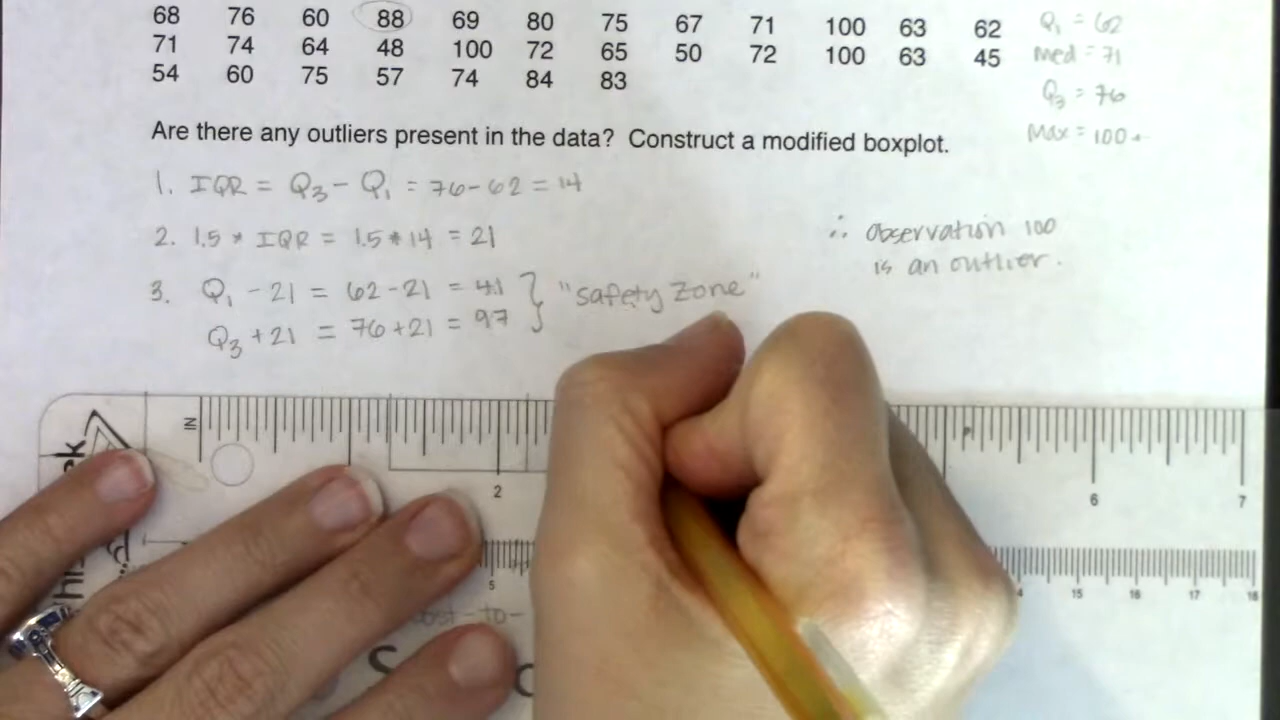 68 76 60 88 69 80 75 67 71 100 63 62 Q₁ = 62
71 74 64 48 100 72 65 50 72 100 63 45 med = 71
54 60 75 57 74 84 83 Q₃ = 76
Are there any outliers present in the data? Construct a modified boxplot. Max = 100
1. IQR = Q₃ - Q₁ = 76-62 = 14
2. 1.5 * IQR = 1.5 * 14 = 21
∴ observation 100
is an outlier.
3. Q₁ - 21 = 62-21 = 41 } "safety zone"
Q₃ + 21 = 76+21 = 97
2 6 7
5 15 16 17 18